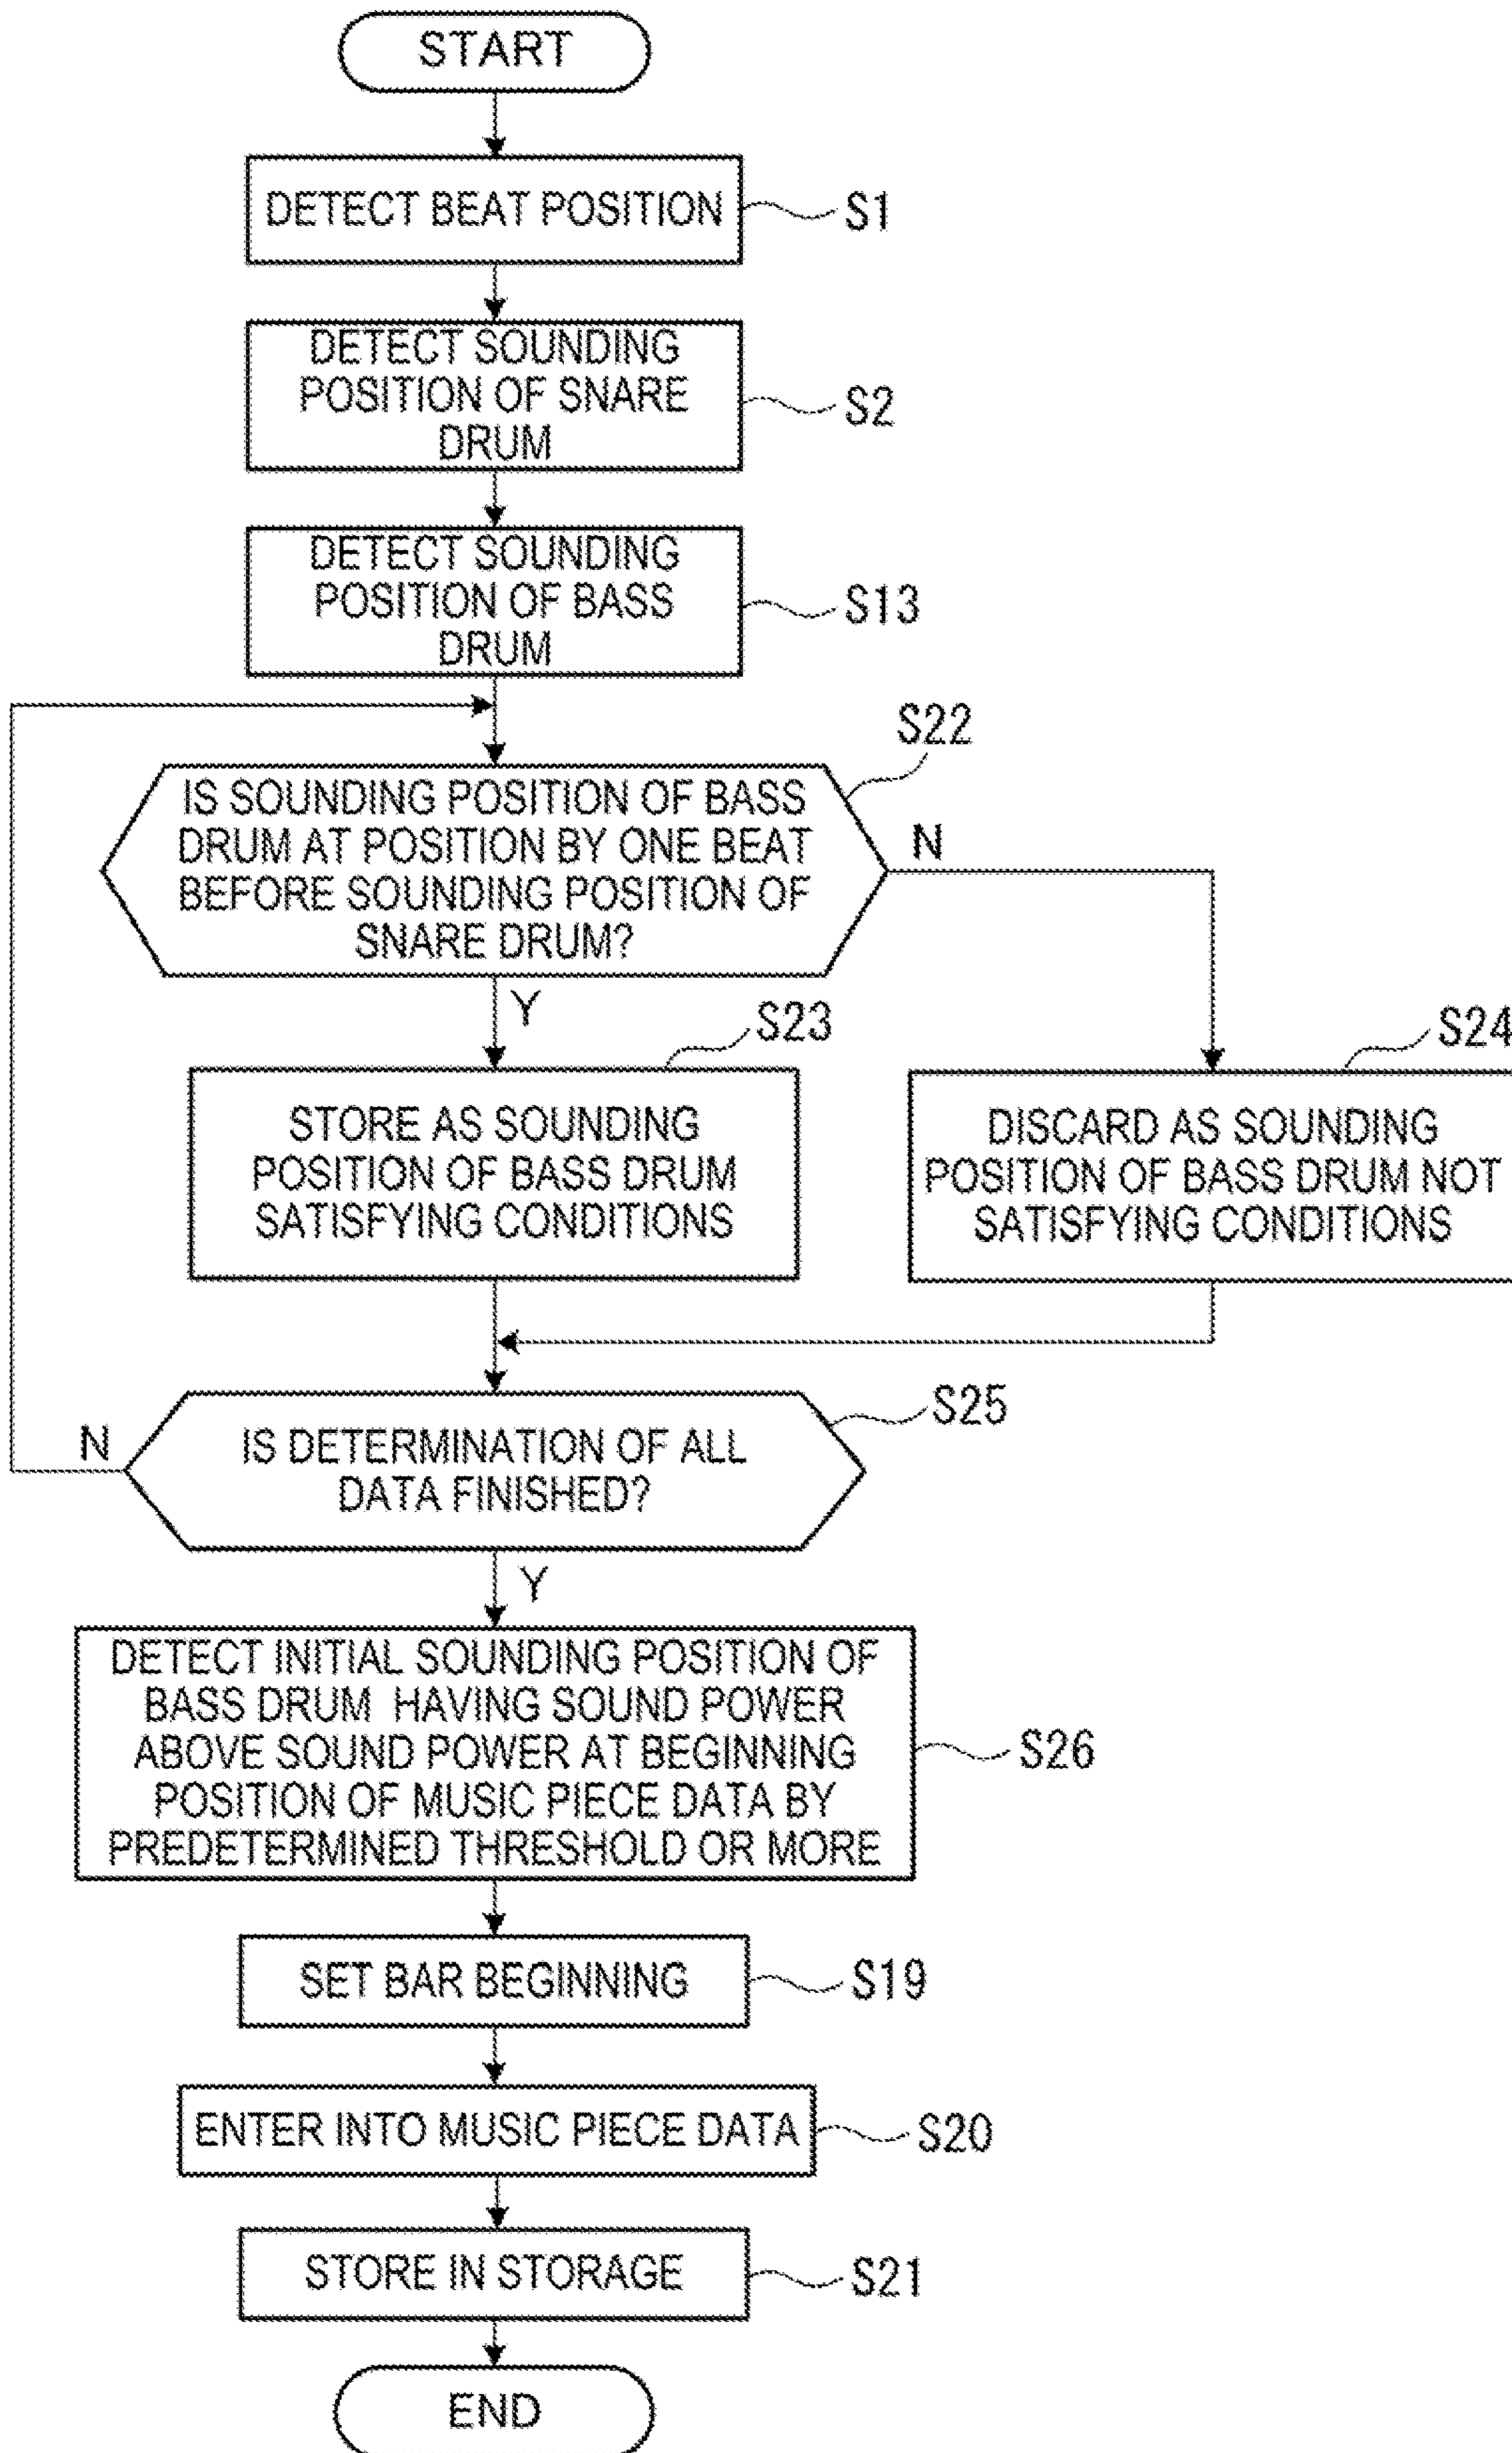 START
DETECT BEAT POSITION
S1
DETECT SOUNDING
POSITION OF SNARE
DRUM
S2
DETECT SOUNDING
POSITION OF BASS
DRUM
S13
S22
IS SOUNDING POSITION OF BASS
DRUM AT POSITION BY ONE BEAT
BEFORE SOUNDING POSITION OF
SNARE DRUM?
N
Y
S23
STORE AS SOUNDING
POSITION OF BASS DRUM
SATISFYING CONDITIONS
S24
DISCARD AS SOUNDING
POSITION OF BASS DRUM NOT
SATISFYING CONDITIONS
S25
IS DETERMINATION OF ALL
DATA FINISHED?
N
Y
DETECT INITIAL SOUNDING POSITION OF
BASS DRUM HAVING SOUND POWER
ABOVE SOUND POWER AT BEGINNING
POSITION OF MUSIC PIECE DATA BY
PREDETERMINED THRESHOLD OR MORE
S26
SET BAR BEGINNING
S19
ENTER INTO MUSIC PIECE DATA
S20
STORE IN STORAGE
S21
END